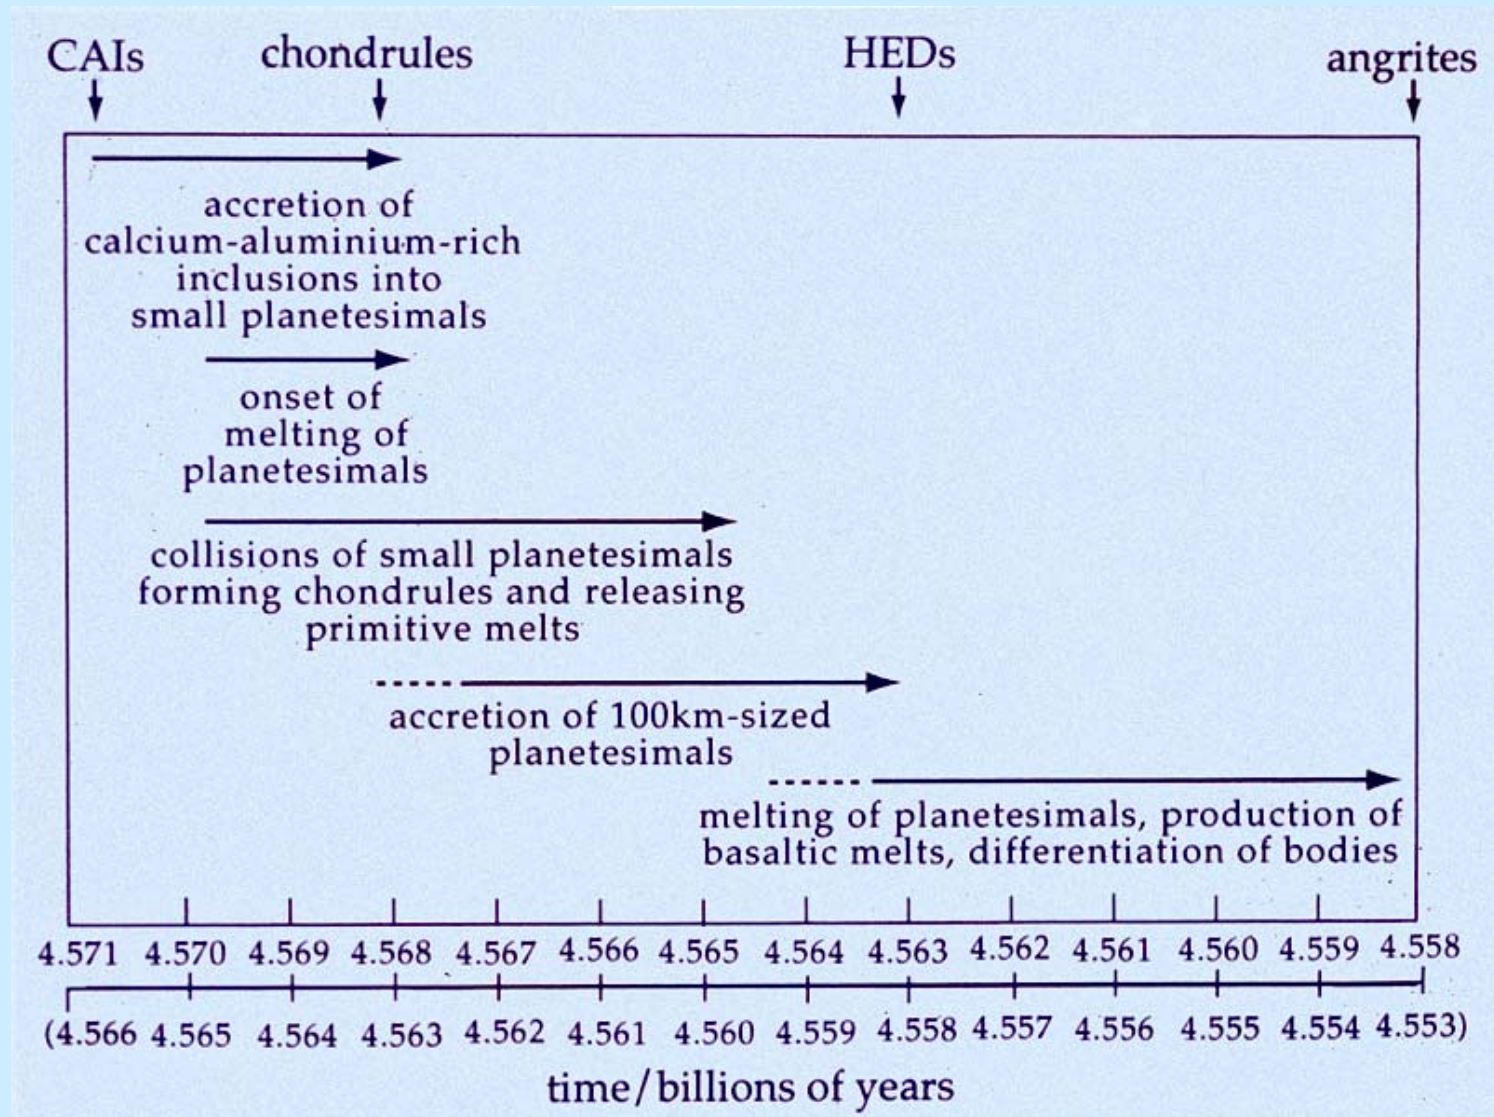 CAIs chondrules HEDs angrites
accretion of
calcium-aluminium-rich
inclusions into
small planetesimals
onset of
melting of
planetesimals
collisions of small planetesimals
forming chondrules and releasing
primitive melts
accretion of 100km-sized
planetesimals
melting of planetesimals, production of
basaltic melts, differentiation of bodies
4.571 4.570 4.569 4.568 4.567 4.566 4.565 4.564 4.563 4.562 4.561 4.560 4.559 4.558
(4.566 4.565 4.564 4.563 4.562 4.561 4.560 4.559 4.558 4.557 4.556 4.555 4.554 4.553)
time/billions of years